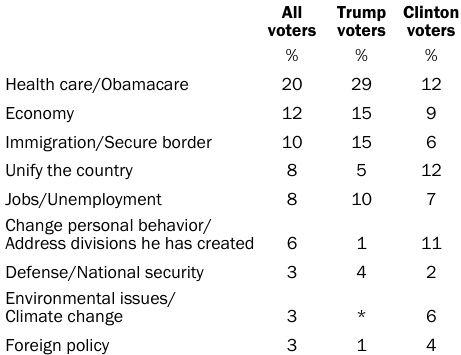 All Trump Clinton
voters voters voters
% % %
Health care/Obamacare 20 29 12
Economy 12 15 9
Immigration/Secure border 10 15 6
Unify the country 8 5 12
Jobs/Unemployment 8 10 7
Change personal behavior/
Address divisions he has created 6 1 11
Defense/National security 3 4 2
Environmental issues/
Climate change 3 * 6
Foreign policy 3 1 4